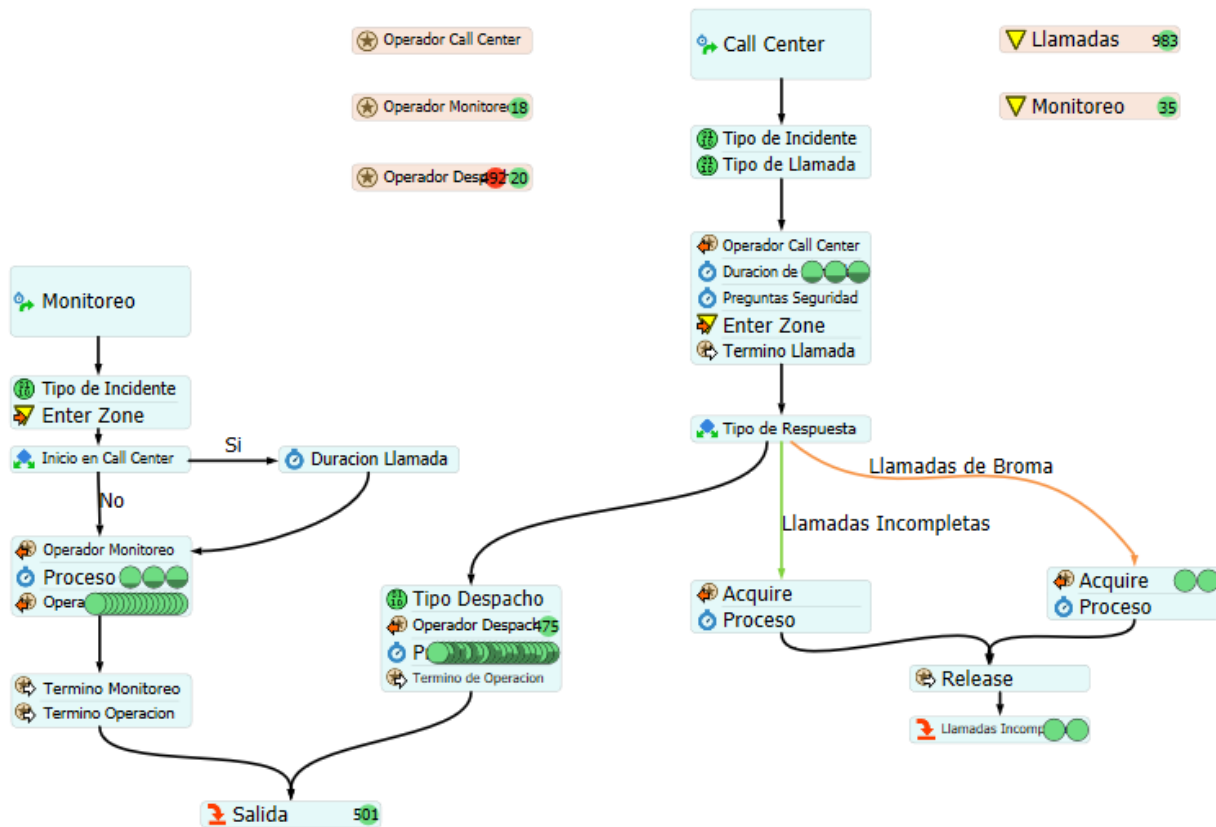 Operador Call Center
Operador Monitoreo 18
Operador 492 20
Call Center
Llamadas 983
Monitoreo 35
Tipo de Incidente
Tipo de Llamada
Operador Call Center
Duracion de
Preguntas Seguridad
Enter Zone
Termino Llamada
Tipo de Respuesta
Monitoreo
Tipo de Incidente
Enter Zone
Inicio en Call Center
Si
Duracion Llamada
No
Operador Monitoreo
Proceso
Termino Monitoreo
Termino Operacion
Tipo Despacho
Operador Despach 475
Termino de Operacion
Llamadas de Broma
Llamadas Incompletas
Acquire
Proceso
Acquire
Proceso
Release
Llamadas Incomp
Salida 501